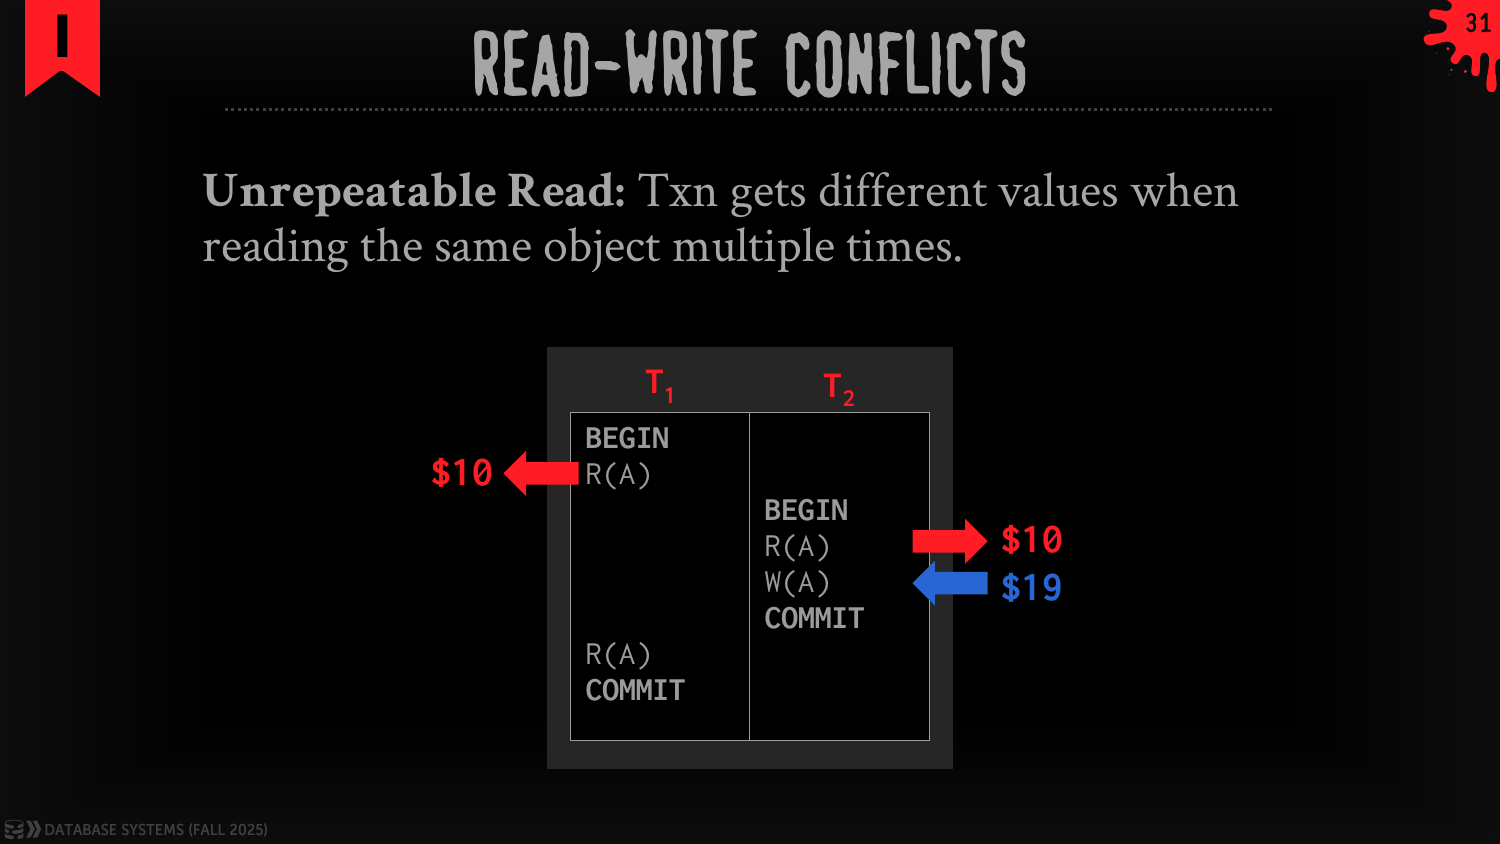 I
31
READ-WRITE CONFLICTS
Unrepeatable Read: Txn gets different values when
reading the same object multiple times.
T1 T2
BEGIN
$10 R(A)
BEGIN
R(A) $10
W(A) $19
COMMIT
R(A)
COMMIT
DATABASE SYSTEMS (FALL 2025)